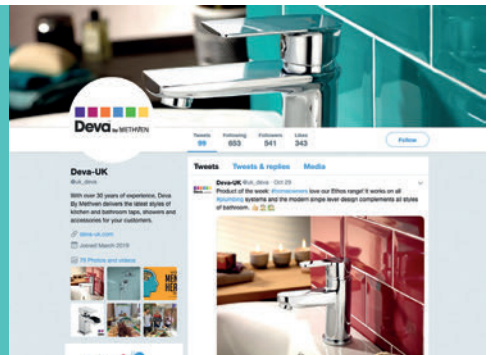 Deva by METHVEN
Tweets Following Followers Likes
99 653 541 343
Follow
Deva-UK
@uk_deva
With over 30 years of experience, Deva
By Methven delivers the latest styles of
kitchen and bathroom taps, showers and
accessories for your customers.
deva-uk.com
Joined March 2019
Photos and videos
Tweets Tweets & replies Media
Deva-UK @uk_deva · Oct 29
Product of the week: #homeowners love our Ethos range! It works on all
#plumbing systems and the modern single lever design complements all styles
of bathroom.